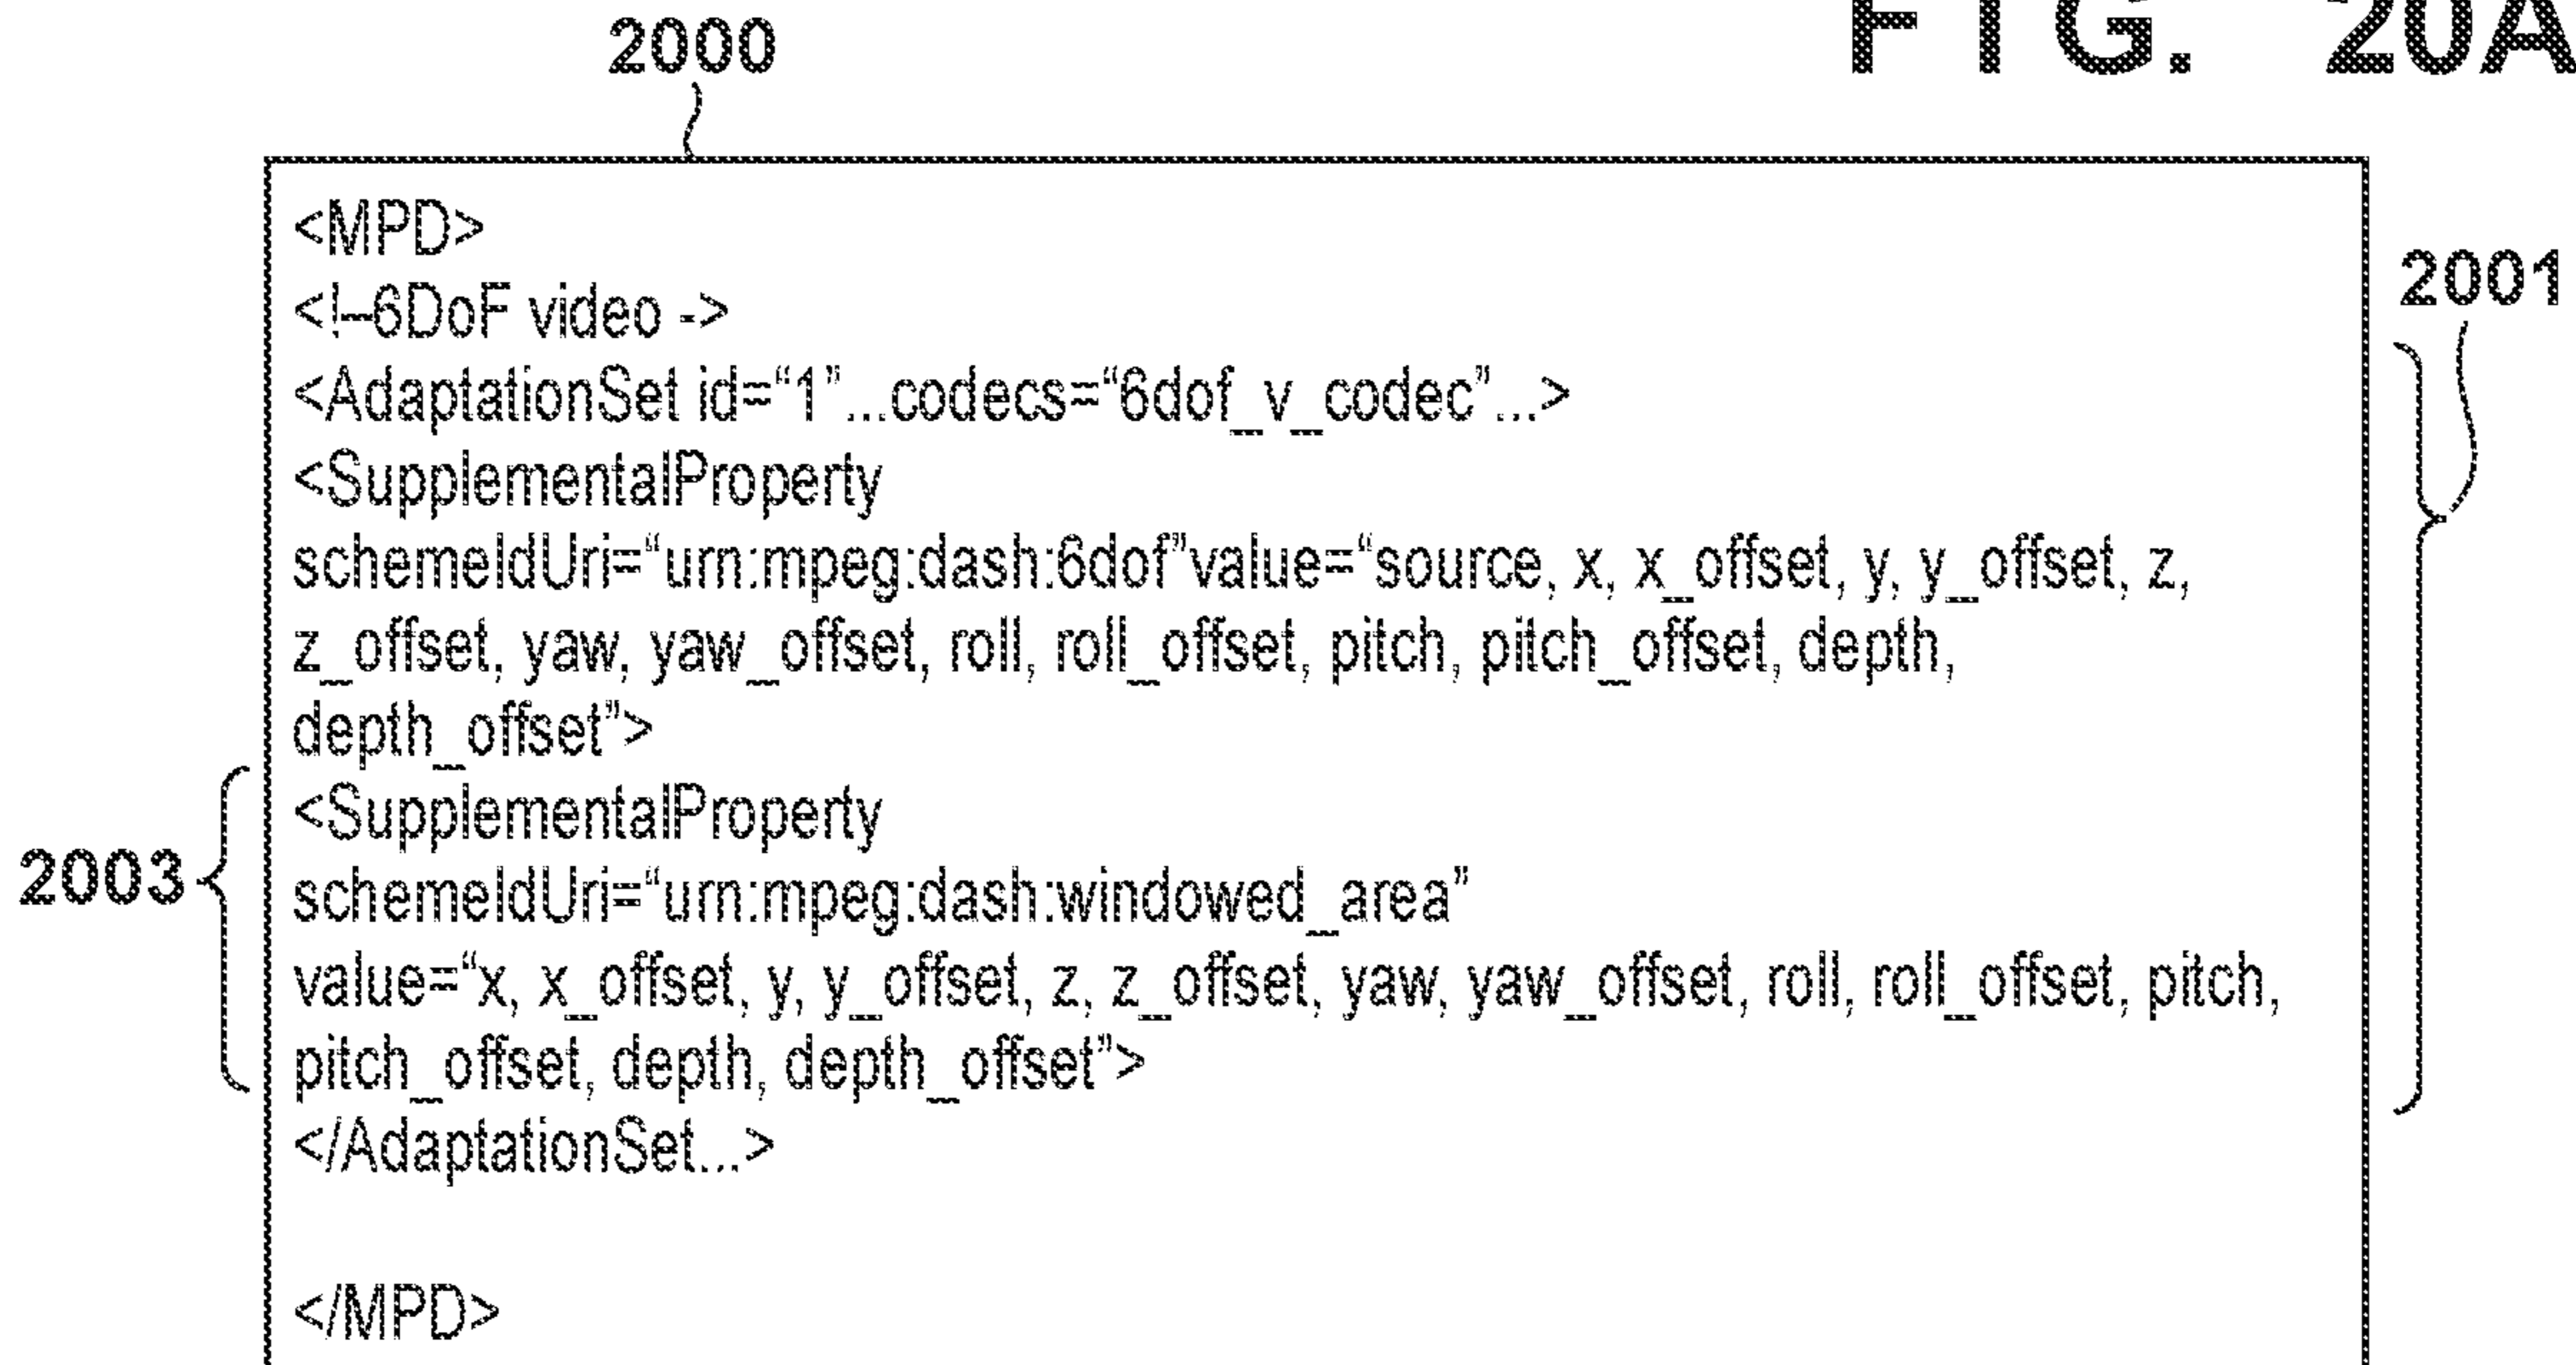 FIG. 20A
2000
<MPD>
<!–6DoF video ->
2001
<AdaptationSet id=“1”...codecs=“6dof_v_codec”...>
<SupplementalProperty
schemeIdUri=“urn:mpeg:dash:6dof”value=“source, x, x_offset, y, y_offset, z,
z_offset, yaw, yaw_offset, roll, roll_offset, pitch, pitch_offset, depth,
depth_offset”>
<SupplementalProperty
2003
schemeIdUri=“urn:mpeg:dash:windowed_area”
value=“x, x_offset, y, y_offset, z, z_offset, yaw, yaw_offset, roll, roll_offset, pitch,
pitch_offset, depth, depth_offset”>
</AdaptationSet...>
</MPD>